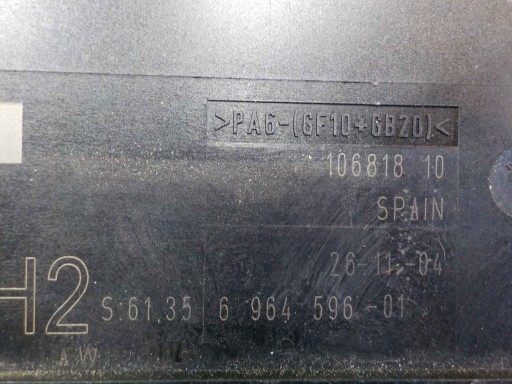 >PA6-(GF10+GB20)<
106818 10
SPAIN
26-11-04
H2 S:61.35 6 964 596-01
A W